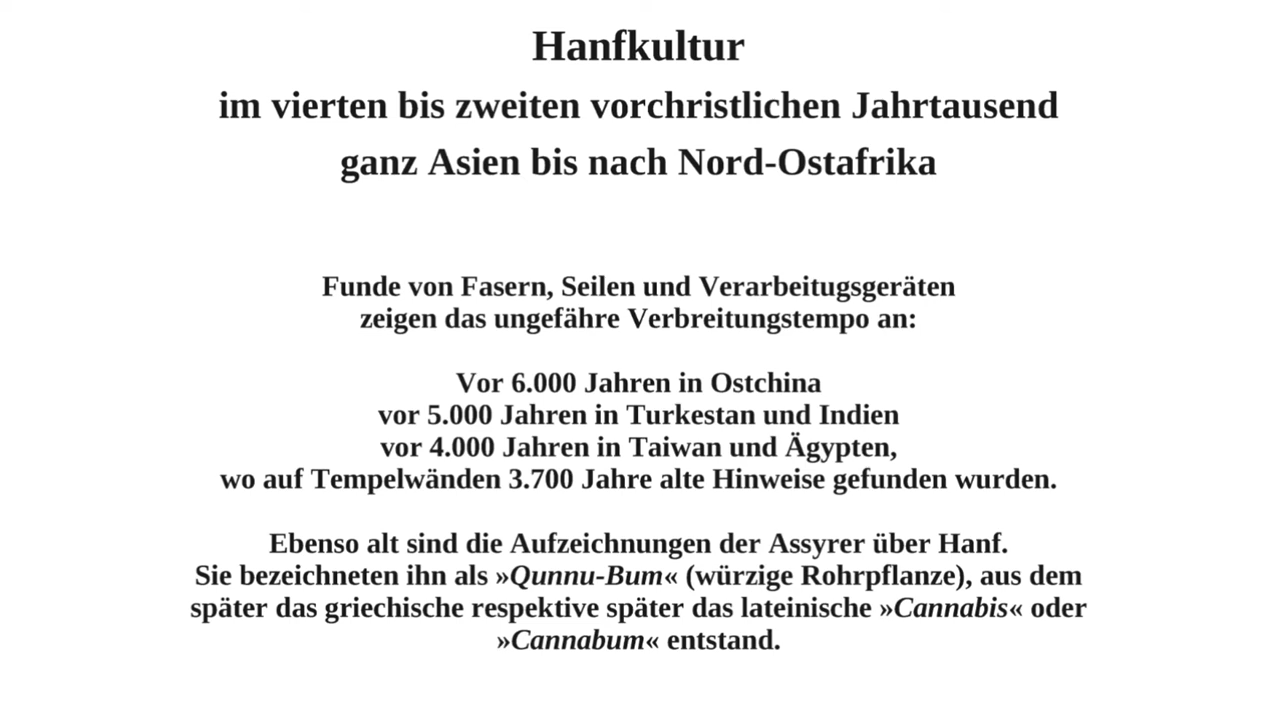 Hanfkultur
im vierten bis zweiten vorchristlichen Jahrtausend
ganz Asien bis nach Nord-Ostafrika
Funde von Fasern, Seilen und Verarbeitugsgeräten
zeigen das ungefähre Verbreitungstempo an:
Vor 6.000 Jahren in Ostchina
vor 5.000 Jahren in Turkestan und Indien
vor 4.000 Jahren in Taiwan und Ägypten,
wo auf Tempelwänden 3.700 Jahre alte Hinweise gefunden wurden.
Ebenso alt sind die Aufzeichnungen der Assyrer über Hanf.
Sie bezeichneten ihn als »Qunnu-Bum« (würzige Rohrpflanze), aus dem
später das griechische respektive später das lateinische »Cannabis« oder
»Cannabum« entstand.